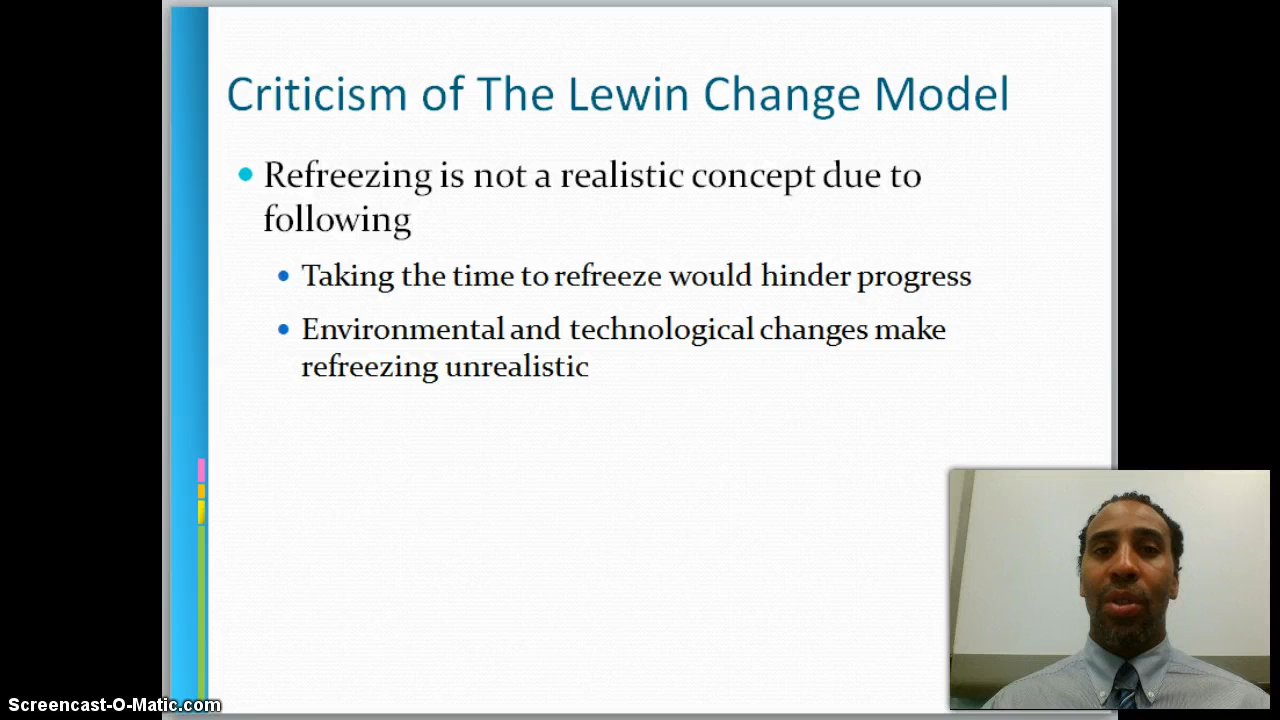 Criticism of The Lewin Change Model
Refreezing is not a realistic concept due to
following
Taking the time to refreeze would hinder progress
Environmental and technological changes make
refreezing unrealistic
Screencast-O-Matic.com